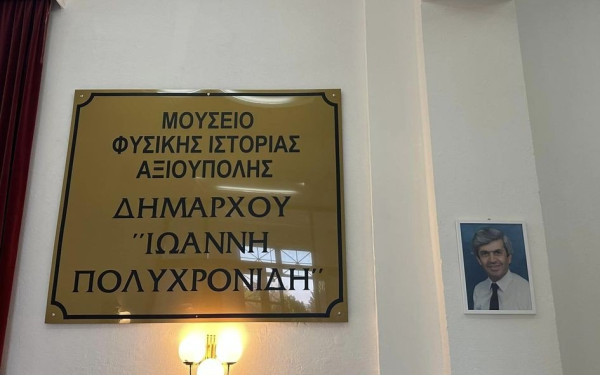 ΜΟΥΣΕΙΟ
ΦΥΣΙΚΗΣ ΙΣΤΟΡΙΑΣ
ΑΞΙΟΥΠΟΛΗΣ
ΔΗΜΑΡΧΟΥ
"ΙΩΑΝΝΗ
ΠΟΛΥΧΡΟΝΙΔΗ"